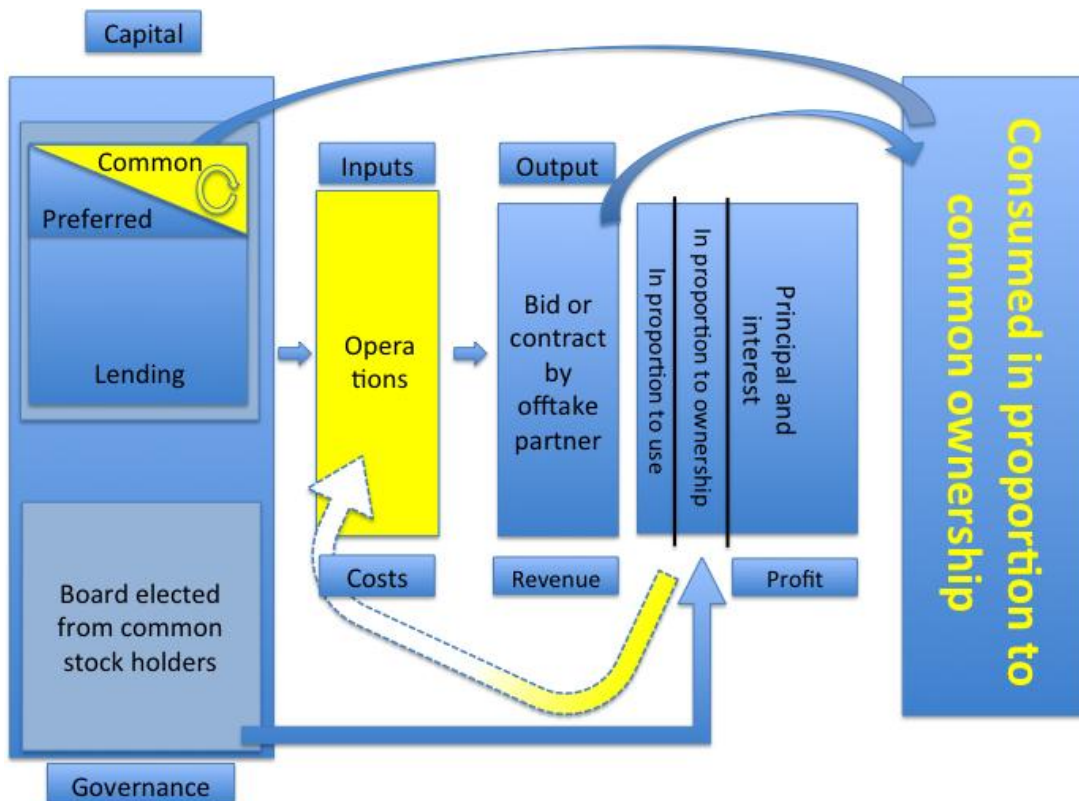 Capital
Common
Preferred
Lending
Board elected
from common
stock holders
Governance
Inputs
Opera
tions
Costs
Output
Bid or
contract
by
offtake
partner
Revenue
In proportion to use
In proportion to ownership
Principal and
interest
Profit
Consumed in proportion to
common ownership